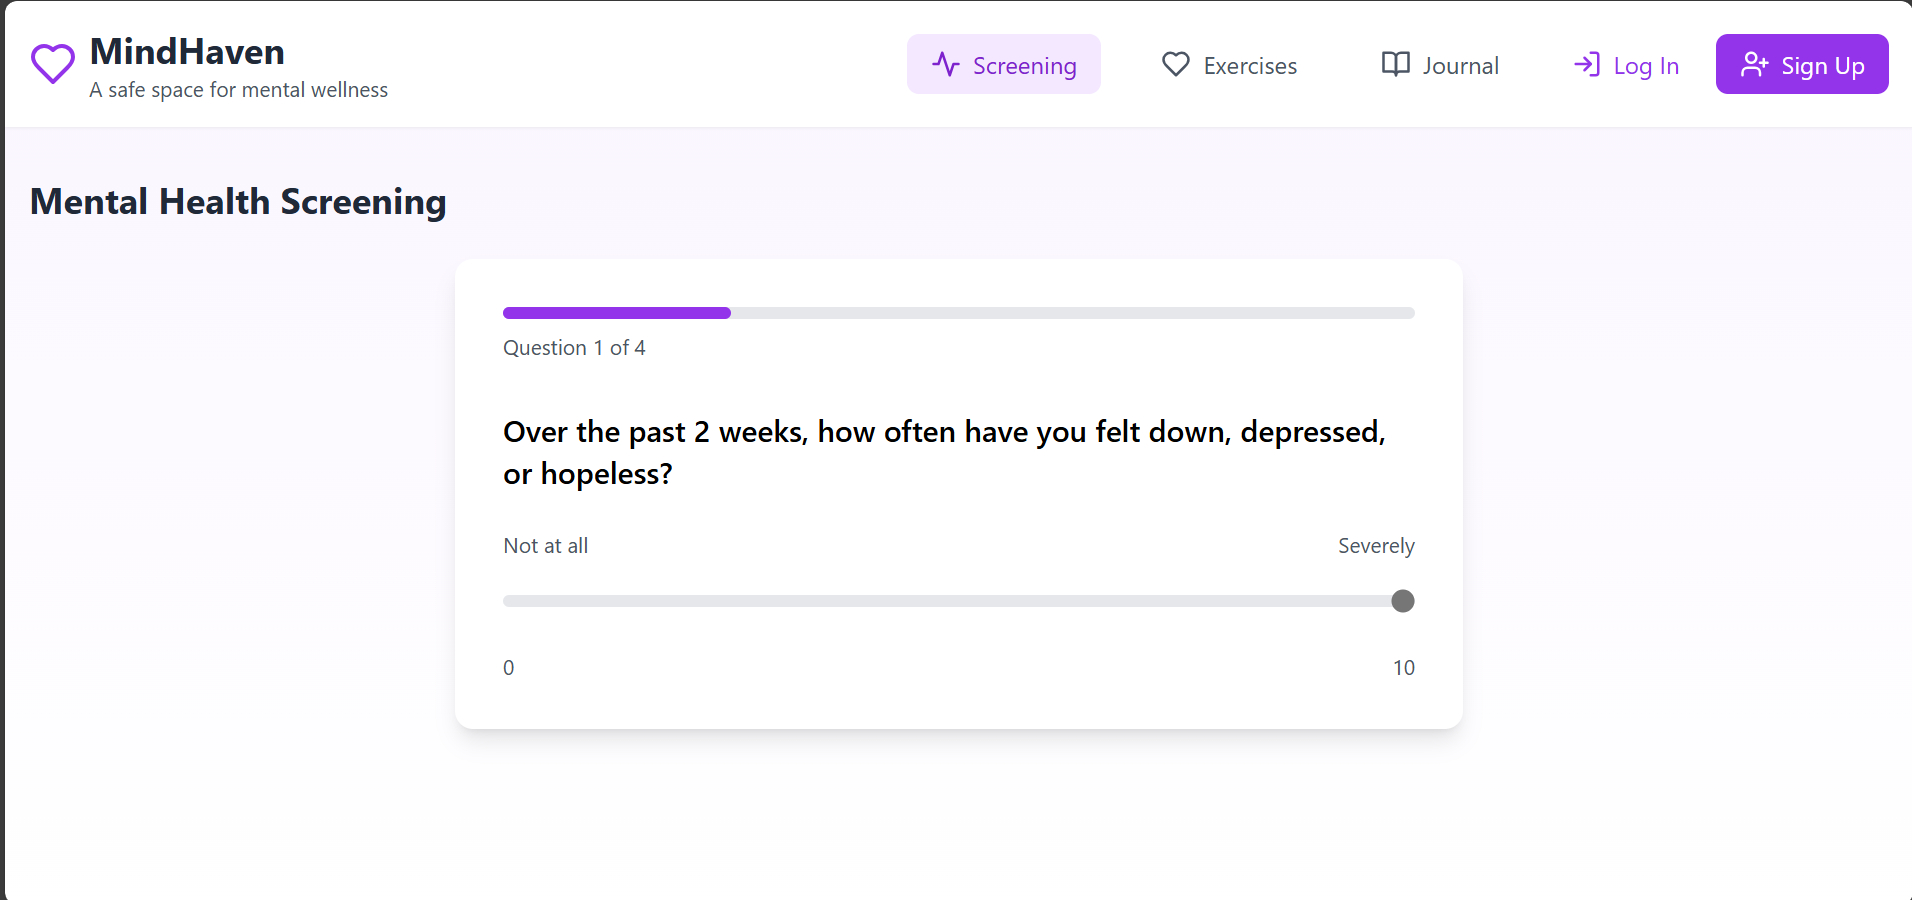 MindHaven
A safe space for mental wellness
Screening
Exercises
Journal
Log In
Sign Up
Mental Health Screening
Question 1 of 4
Over the past 2 weeks, how often have you felt down, depressed,
or hopeless?
Not at all
Severely
0
10